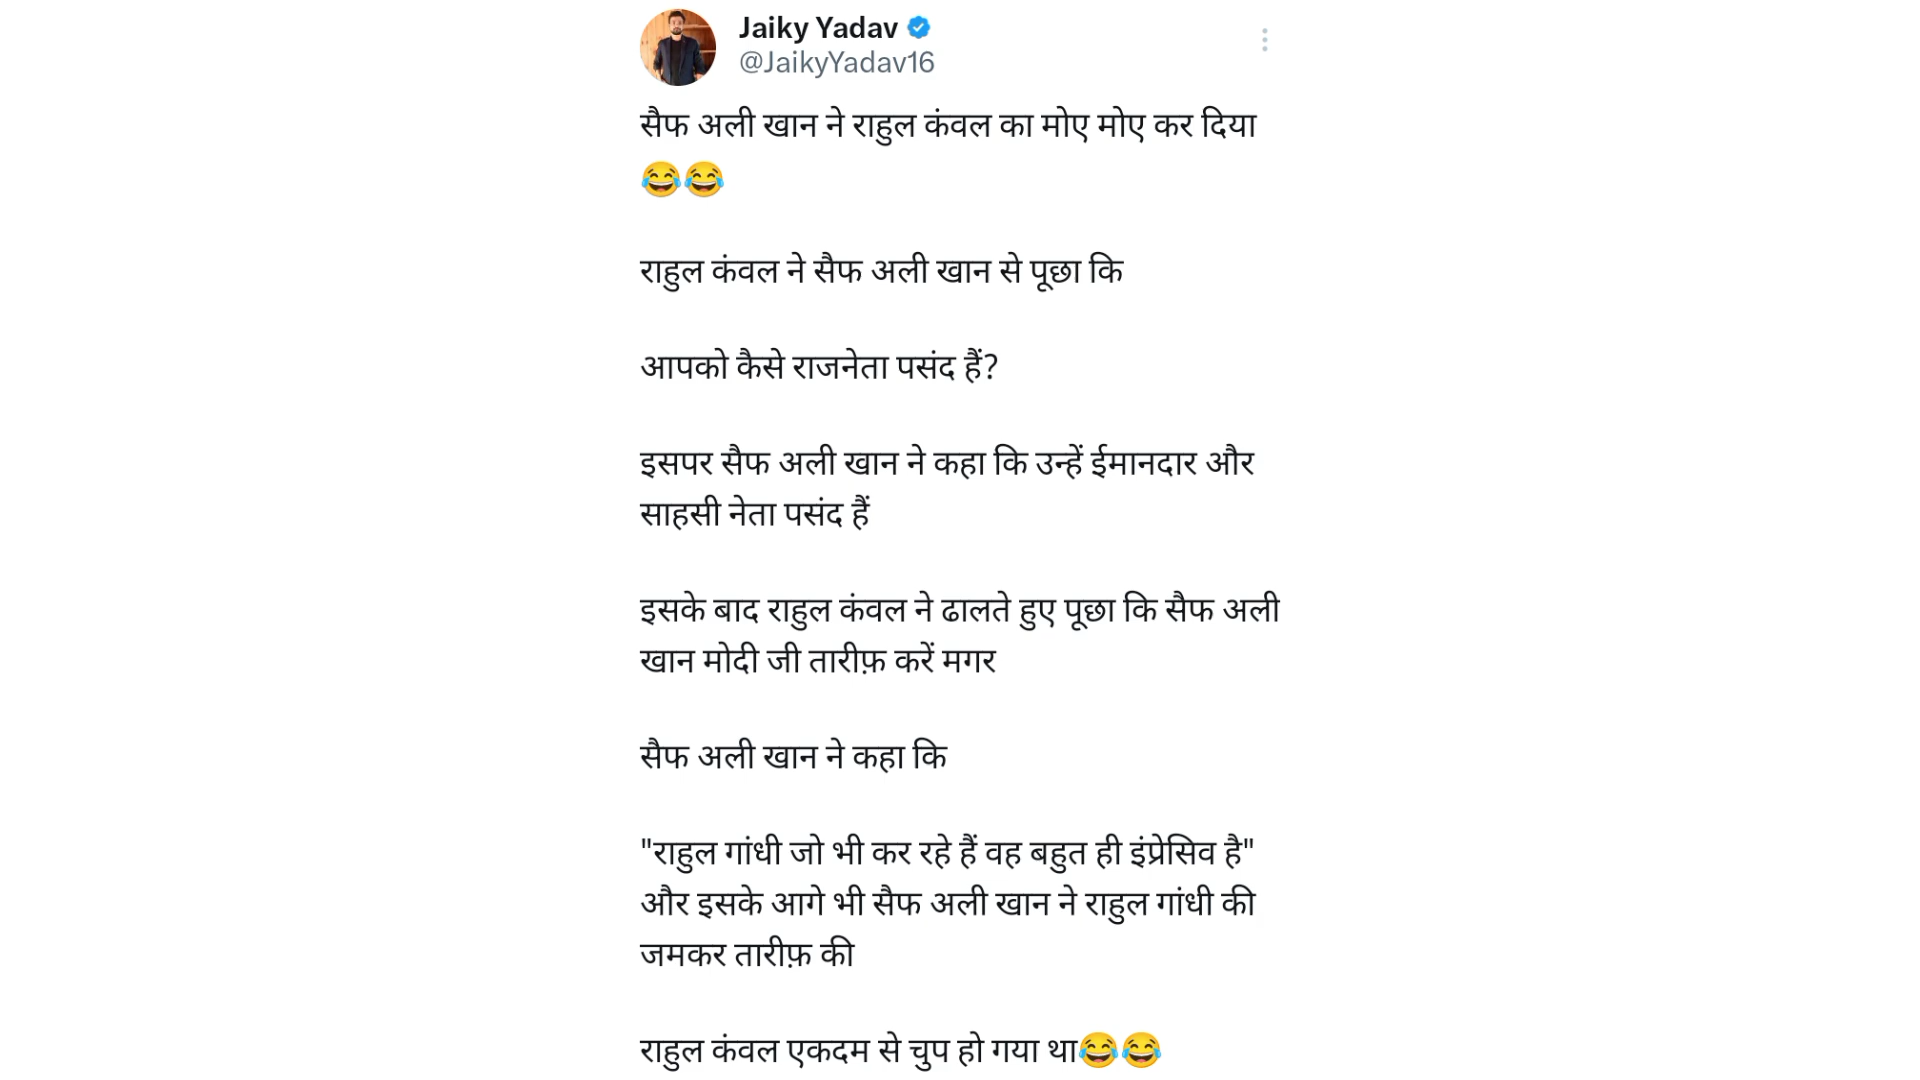 Jaiky Yadav
@JaikyYadav16
सैफ अली खान ने राहुल कंवल का मोए मोए कर दिया
😂😂
राहुल कंवल ने सैफ अली खान से पूछा कि
आपको कैसे राजनेता पसंद हैं?
इसपर सैफ अली खान ने कहा कि उन्हें ईमानदार और
साहसी नेता पसंद हैं
इसके बाद राहुल कंवल ने ढालते हुए पूछा कि सैफ अली
खान मोदी जी तारीफ़ करें मगर
सैफ अली खान ने कहा कि
"राहुल गांधी जो भी कर रहे हैं वह बहुत ही इंप्रेसिव है"
और इसके आगे भी सैफ अली खान ने राहुल गांधी की
जमकर तारीफ़ की
राहुल कंवल एकदम से चुप हो गया था😂😂